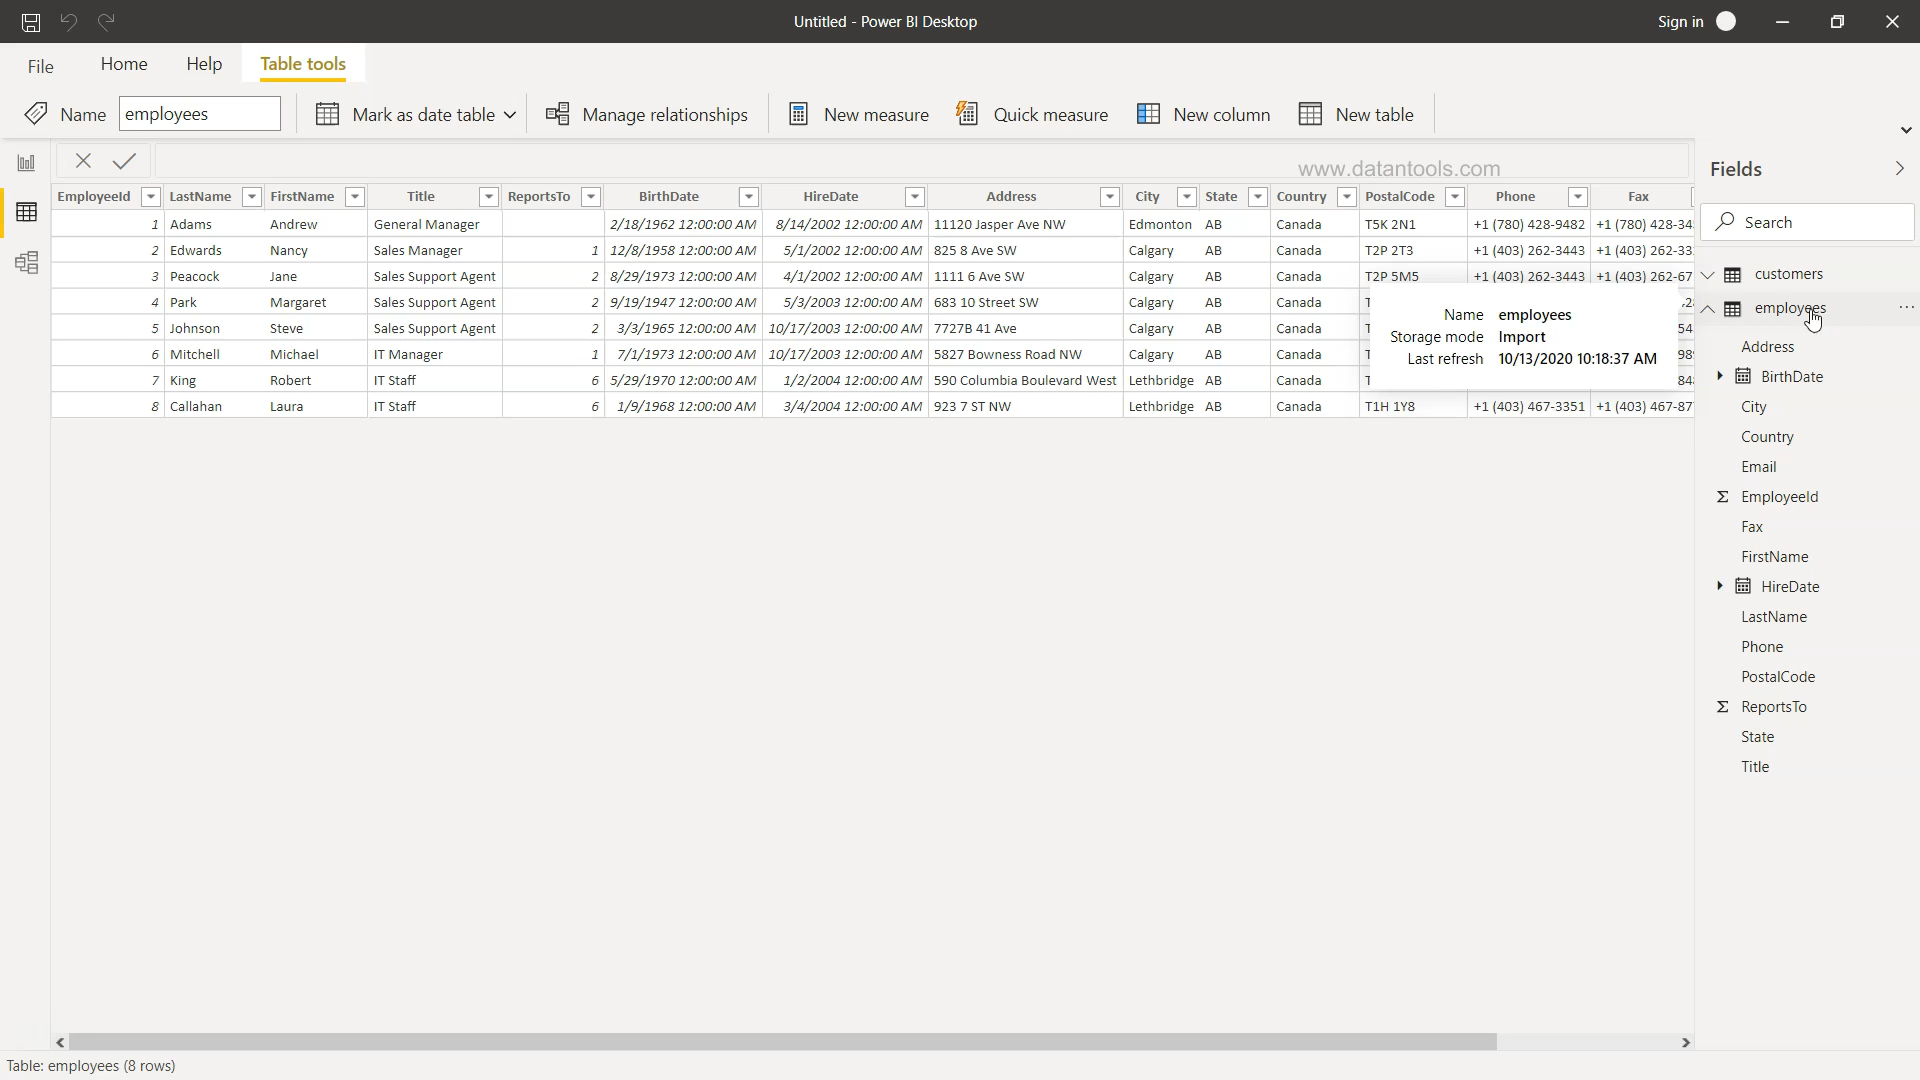 Untitled - Power BI Desktop
Sign in
File Home Help Table tools
Name employees Mark as date table Manage relationships New measure Quick measure New column New table
www.datantools.com
Fields
EmployeeId LastName FirstName Title ReportsTo BirthDate HireDate Address City State Country PostalCode Phone Fax
Search
1 Adams Andrew General Manager 2/18/1962 12:00:00 AM 8/14/2002 12:00:00 AM 11120 Jasper Ave NW Edmonton AB Canada T5K 2N1 +1 (780) 428-9482 +1 (780) 428-34
2 Edwards Nancy Sales Manager 1 12/8/1958 12:00:00 AM 5/1/2002 12:00:00 AM 825 8 Ave SW Calgary AB Canada T2P 2T3 +1 (403) 262-3443 +1 (403) 262-33
3 Peacock Jane Sales Support Agent 2 8/29/1973 12:00:00 AM 4/1/2002 12:00:00 AM 1111 6 Ave SW Calgary AB Canada T2P 5M5 +1 (403) 262-3443 +1 (403) 262-67
4 Park Margaret Sales Support Agent 2 9/19/1947 12:00:00 AM 5/3/2003 12:00:00 AM 683 10 Street SW Calgary AB Canada
5 Johnson Steve Sales Support Agent 2 3/3/1965 12:00:00 AM 10/17/2003 12:00:00 AM 7727B 41 Ave Calgary AB Canada
6 Mitchell Michael IT Manager 1 7/1/1973 12:00:00 AM 10/17/2003 12:00:00 AM 5827 Bowness Road NW Calgary AB Canada
7 King Robert IT Staff 6 5/29/1970 12:00:00 AM 1/2/2004 12:00:00 AM 590 Columbia Boulevard West Lethbridge AB Canada
8 Callahan Laura IT Staff 6 1/9/1968 12:00:00 AM 3/4/2004 12:00:00 AM 923 7 ST NW Lethbridge AB Canada T1H 1Y8 +1 (403) 467-3351 +1 (403) 467-87
Name employees
Storage mode Import
Last refresh 10/13/2020 10:18:37 AM
customers
employees
Address
BirthDate
City
Country
Email
Σ EmployeeId
Fax
FirstName
HireDate
LastName
Phone
PostalCode
Σ ReportsTo
State
Title
Table: employees (8 rows)